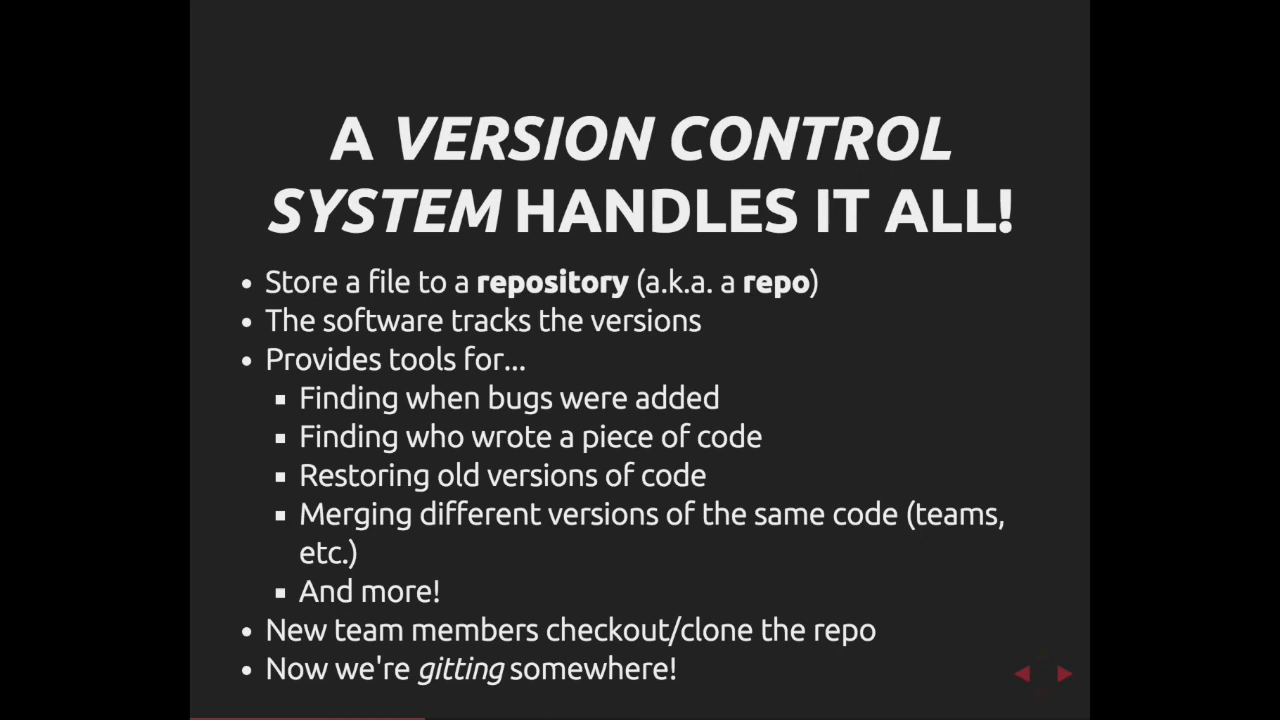 A VERSION CONTROL
SYSTEM HANDLES IT ALL!
Store a file to a repository (a.k.a. a repo)
The software tracks the versions
Provides tools for...
Finding when bugs were added
Finding who wrote a piece of code
Restoring old versions of code
Merging different versions of the same code (teams,
etc.)
And more!
New team members checkout/clone the repo
Now we're gitting somewhere!